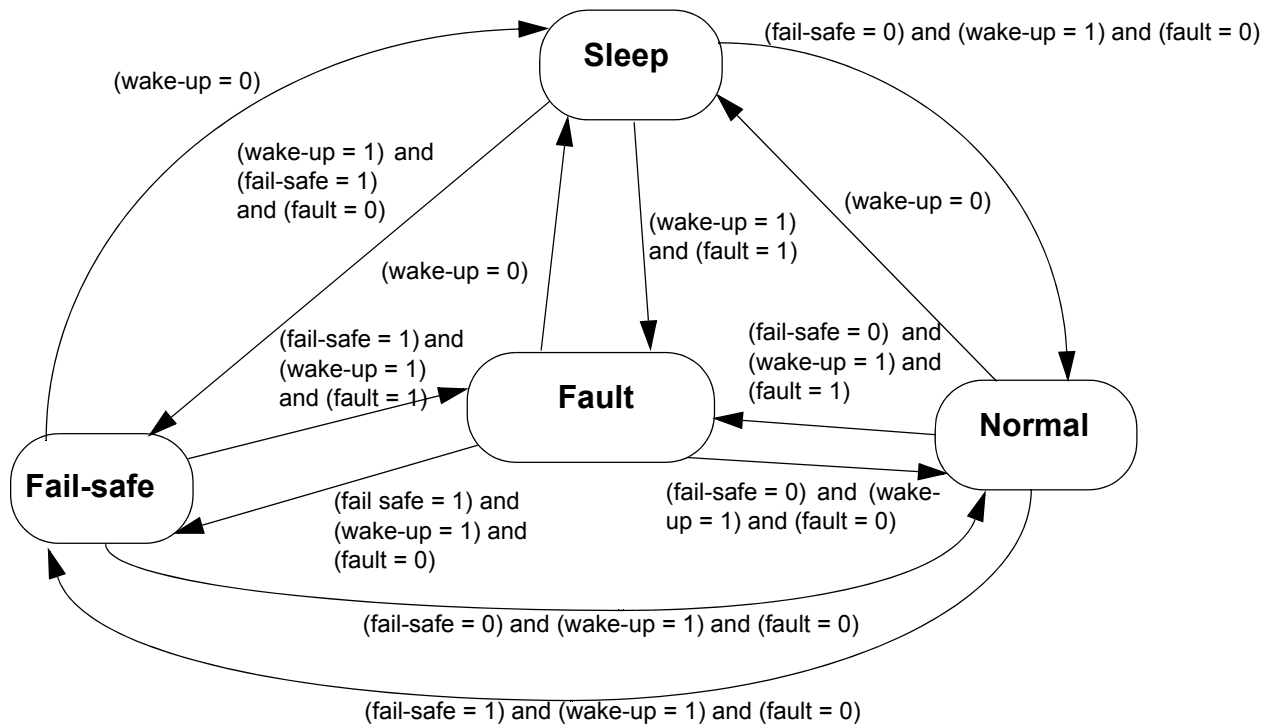 Sleep
(fail-safe = 0) and (wake-up = 1) and (fault = 0)
(wake-up = 0)
(wake-up = 1) and
(fail-safe = 1)
and (fault = 0)
(wake-up = 0)
(wake-up = 1)
and (fault = 1)
(wake-up = 0)
(fail-safe = 1) and
(wake-up = 1)
and (fault = 1)
(fail-safe = 0) and
(wake-up = 1) and
(fault = 1)
Fault
Normal
Fail-safe
(fail safe = 1) and
(wake-up = 1) and
(fault = 0)
(fail-safe = 0) and (wake-
up = 1) and (fault = 0)
(fail-safe = 0) and (wake-up = 1) and (fault = 0)
(fail-safe = 1) and (wake-up = 1) and (fault = 0)